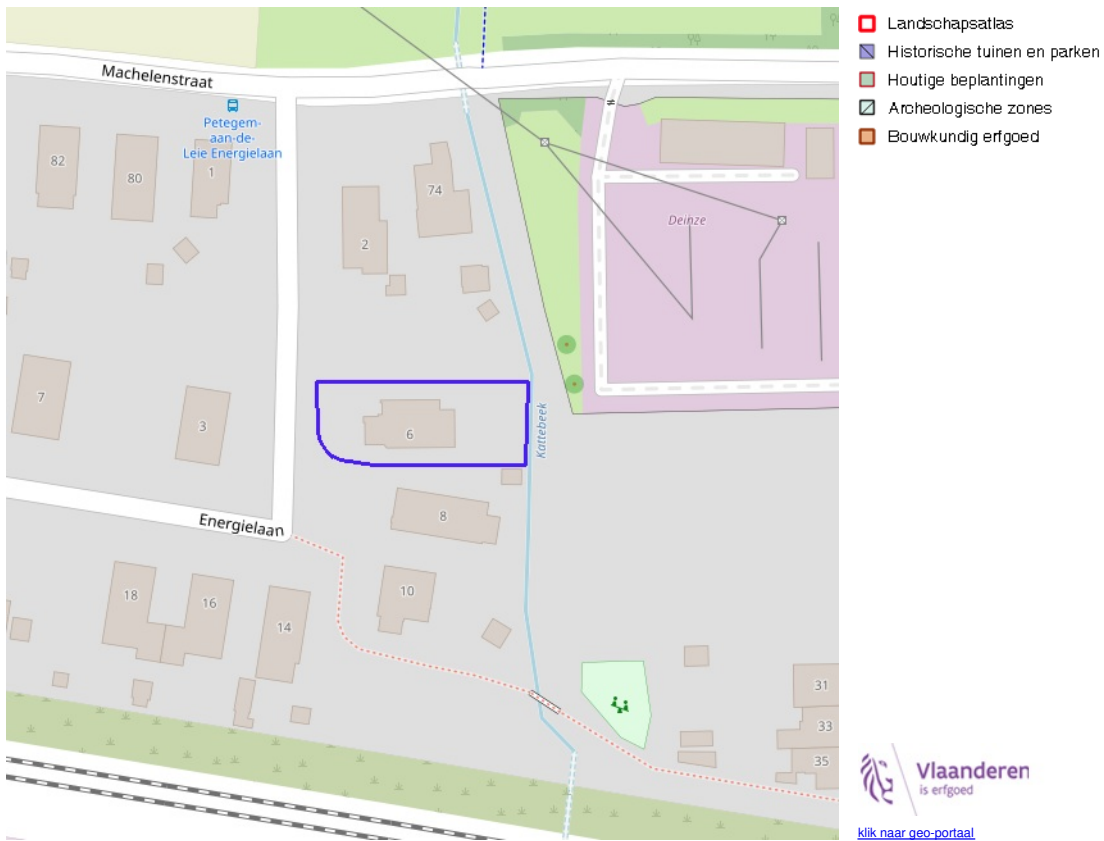 Machelenstraat
Petegem-
aan-de-
Leie Energielaan
82
80
1
74
2
Deinze
7
3
6
Kattebeek
8
Energielaan
10
18
16
14
31
33
35
Landschapsatlas
Historische tuinen en parken
Houtige beplantingen
Archeologische zones
Bouwkundig erfgoed
Vlaanderen
is erfgoed
klik naar geo-portaal